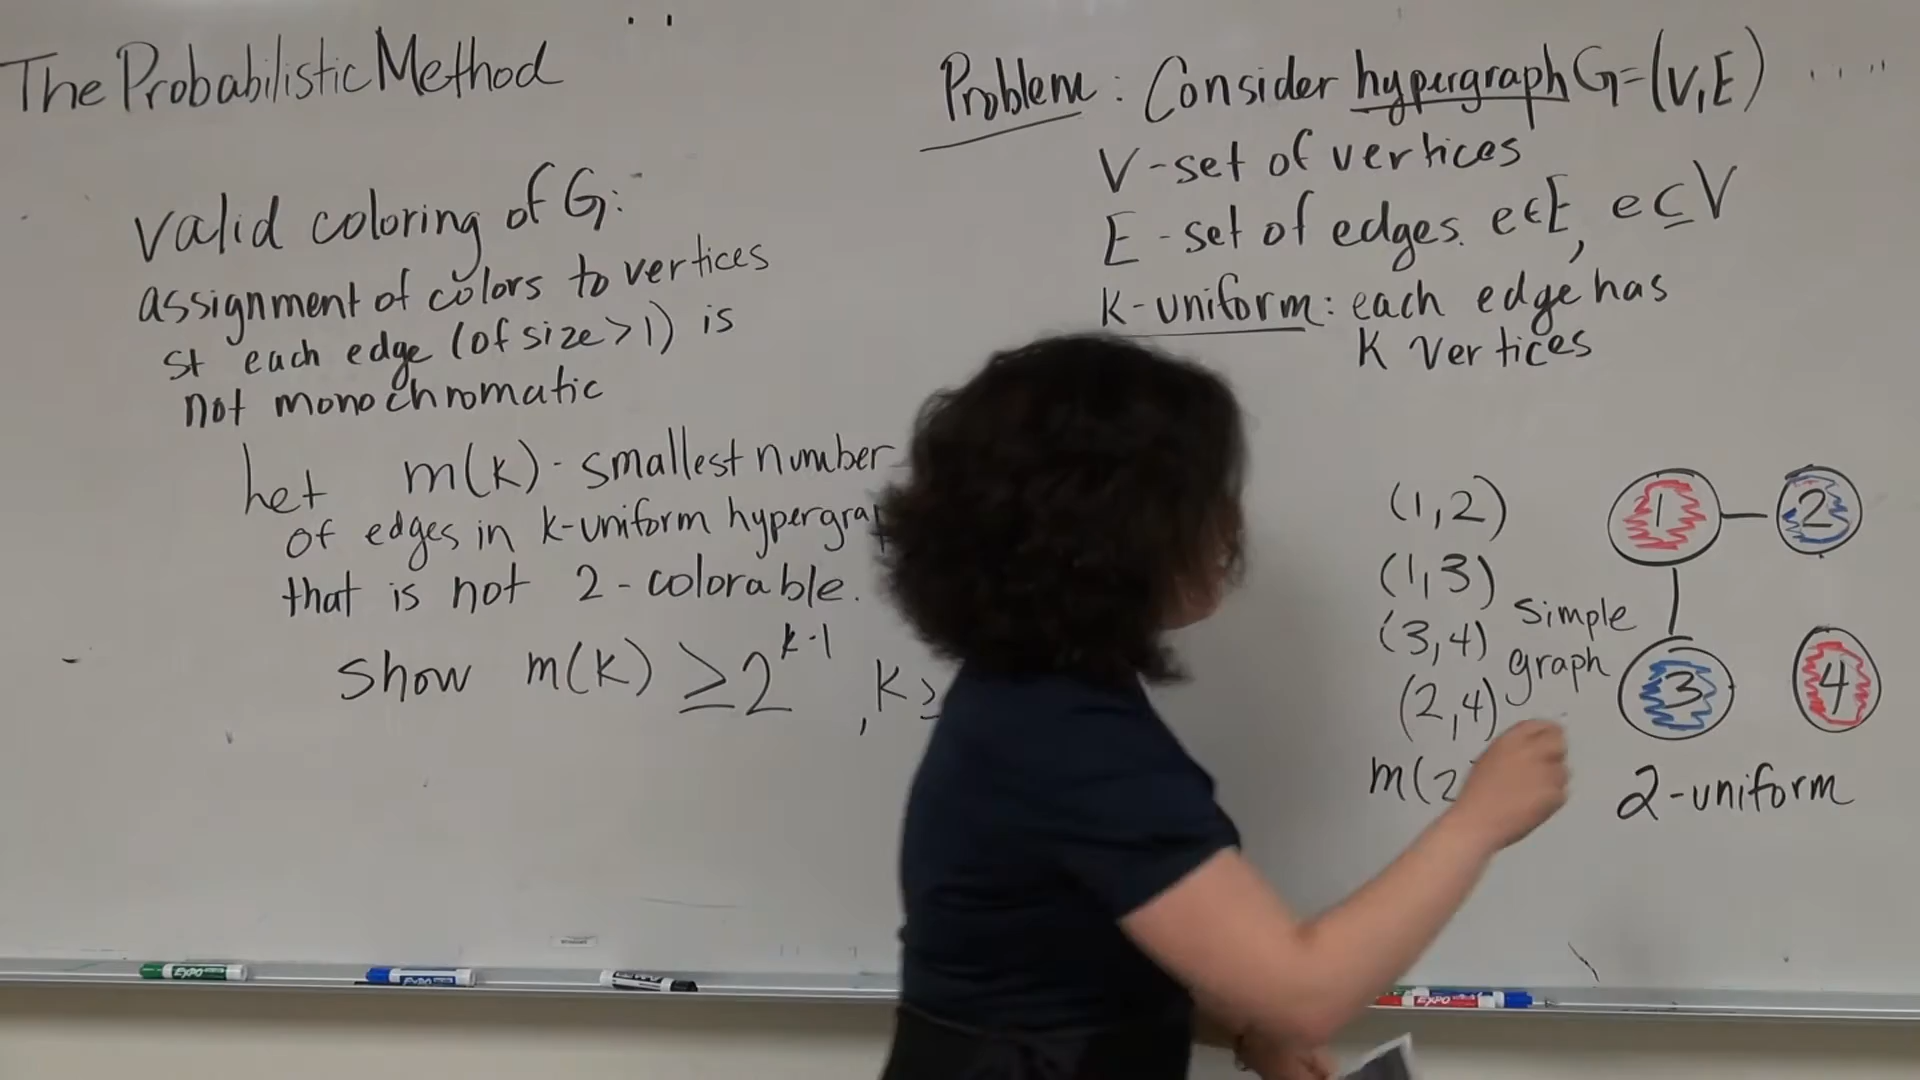 The Probabilistic Method
valid coloring of G:
assignment of colors to vertices
st each edge (of size > 1) is
not monochromatic
Let m(k) - smallest number
of edges in k-uniform
that is not 2-colorable.
Show m(k) ≥ 2^{k-1}, k ≥
Problem: Consider hypergraph G=(V,E)
V - set of vertices
E - set of edges. e∈E, e⊆V
K-uniform: each edge has
K vertices
(1,2)
(1,3)
(3,4)
(2,4)
m(2
simple
graph
1
2
3
4
2-uniform
EXPO
EXPO
EXPO